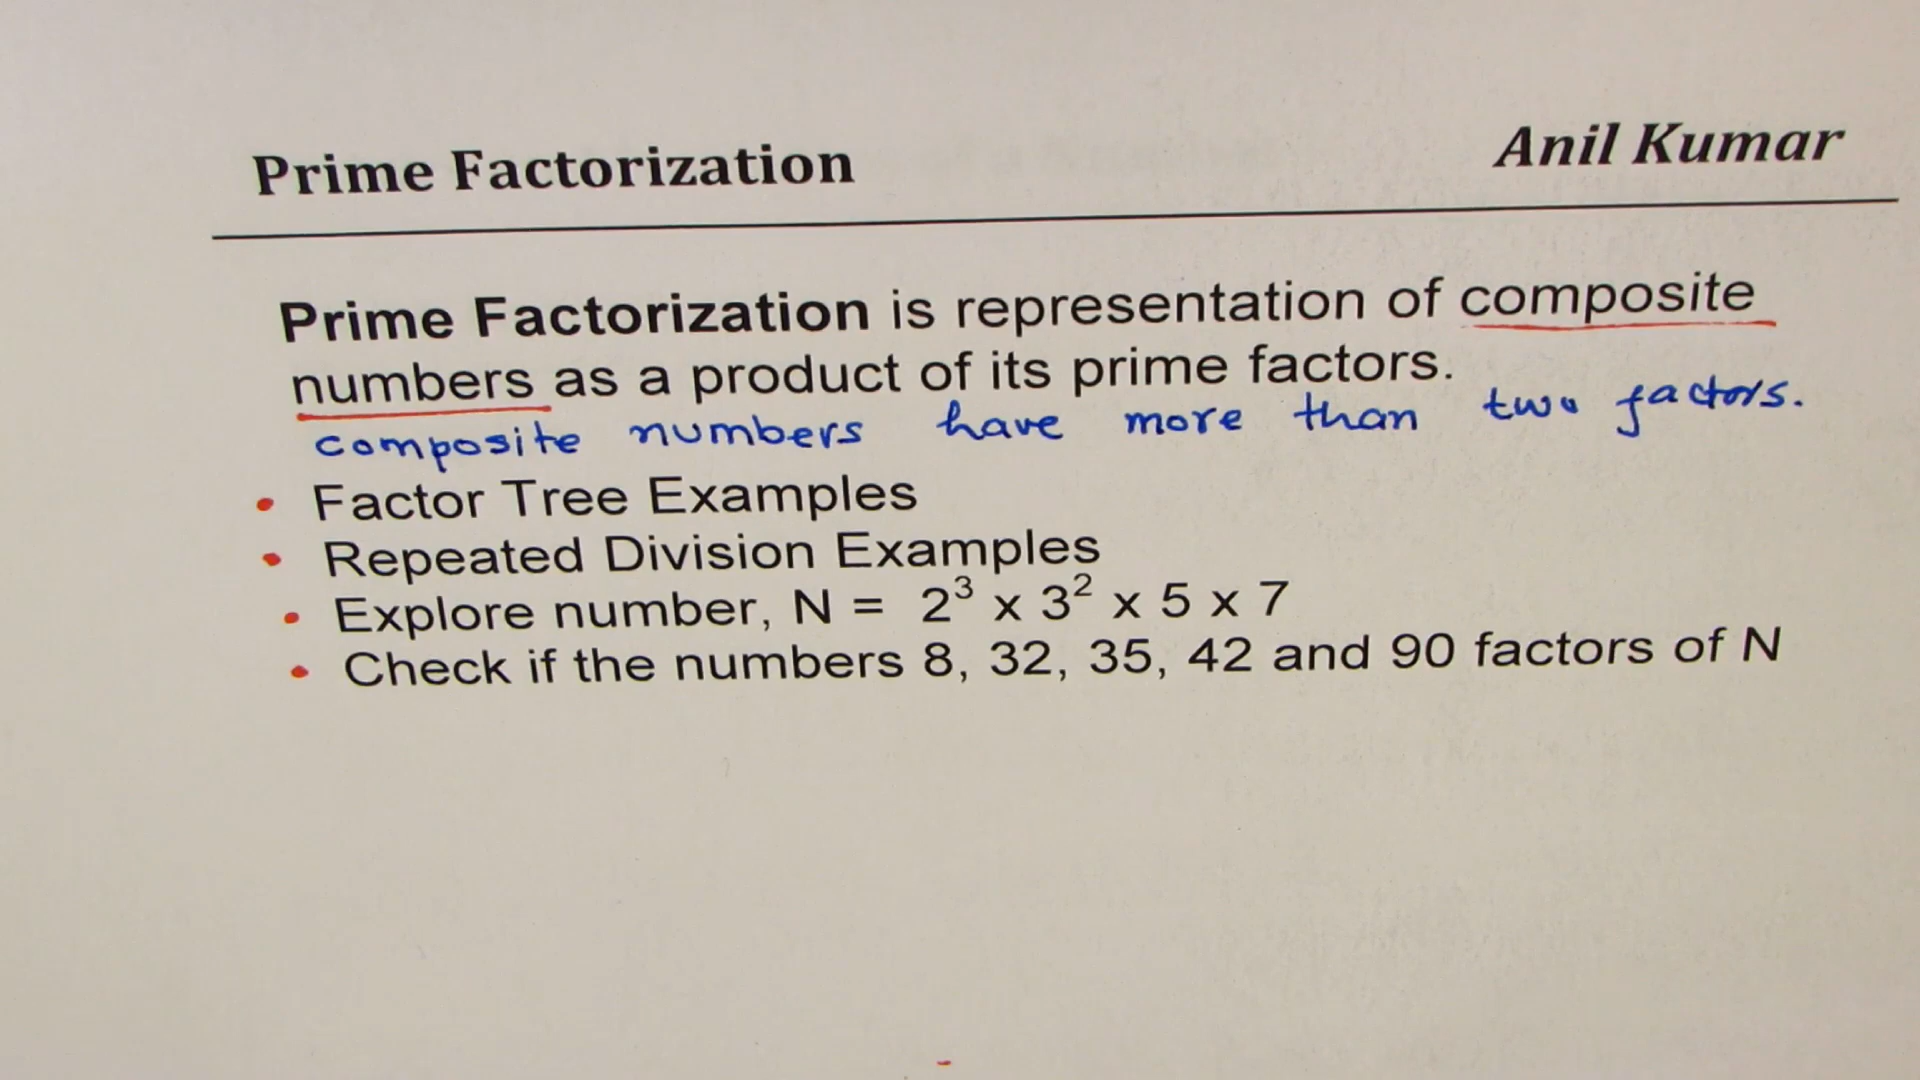 Prime Factorization
Anil Kumar
Prime Factorization is representation of composite
numbers as a product of its prime factors.
composite numbers have more than two factors.
• Factor Tree Examples
• Repeated Division Examples
• Explore number, N = 2³ x 3² x 5 x 7
• Check if the numbers 8, 32, 35, 42 and 90 factors of N